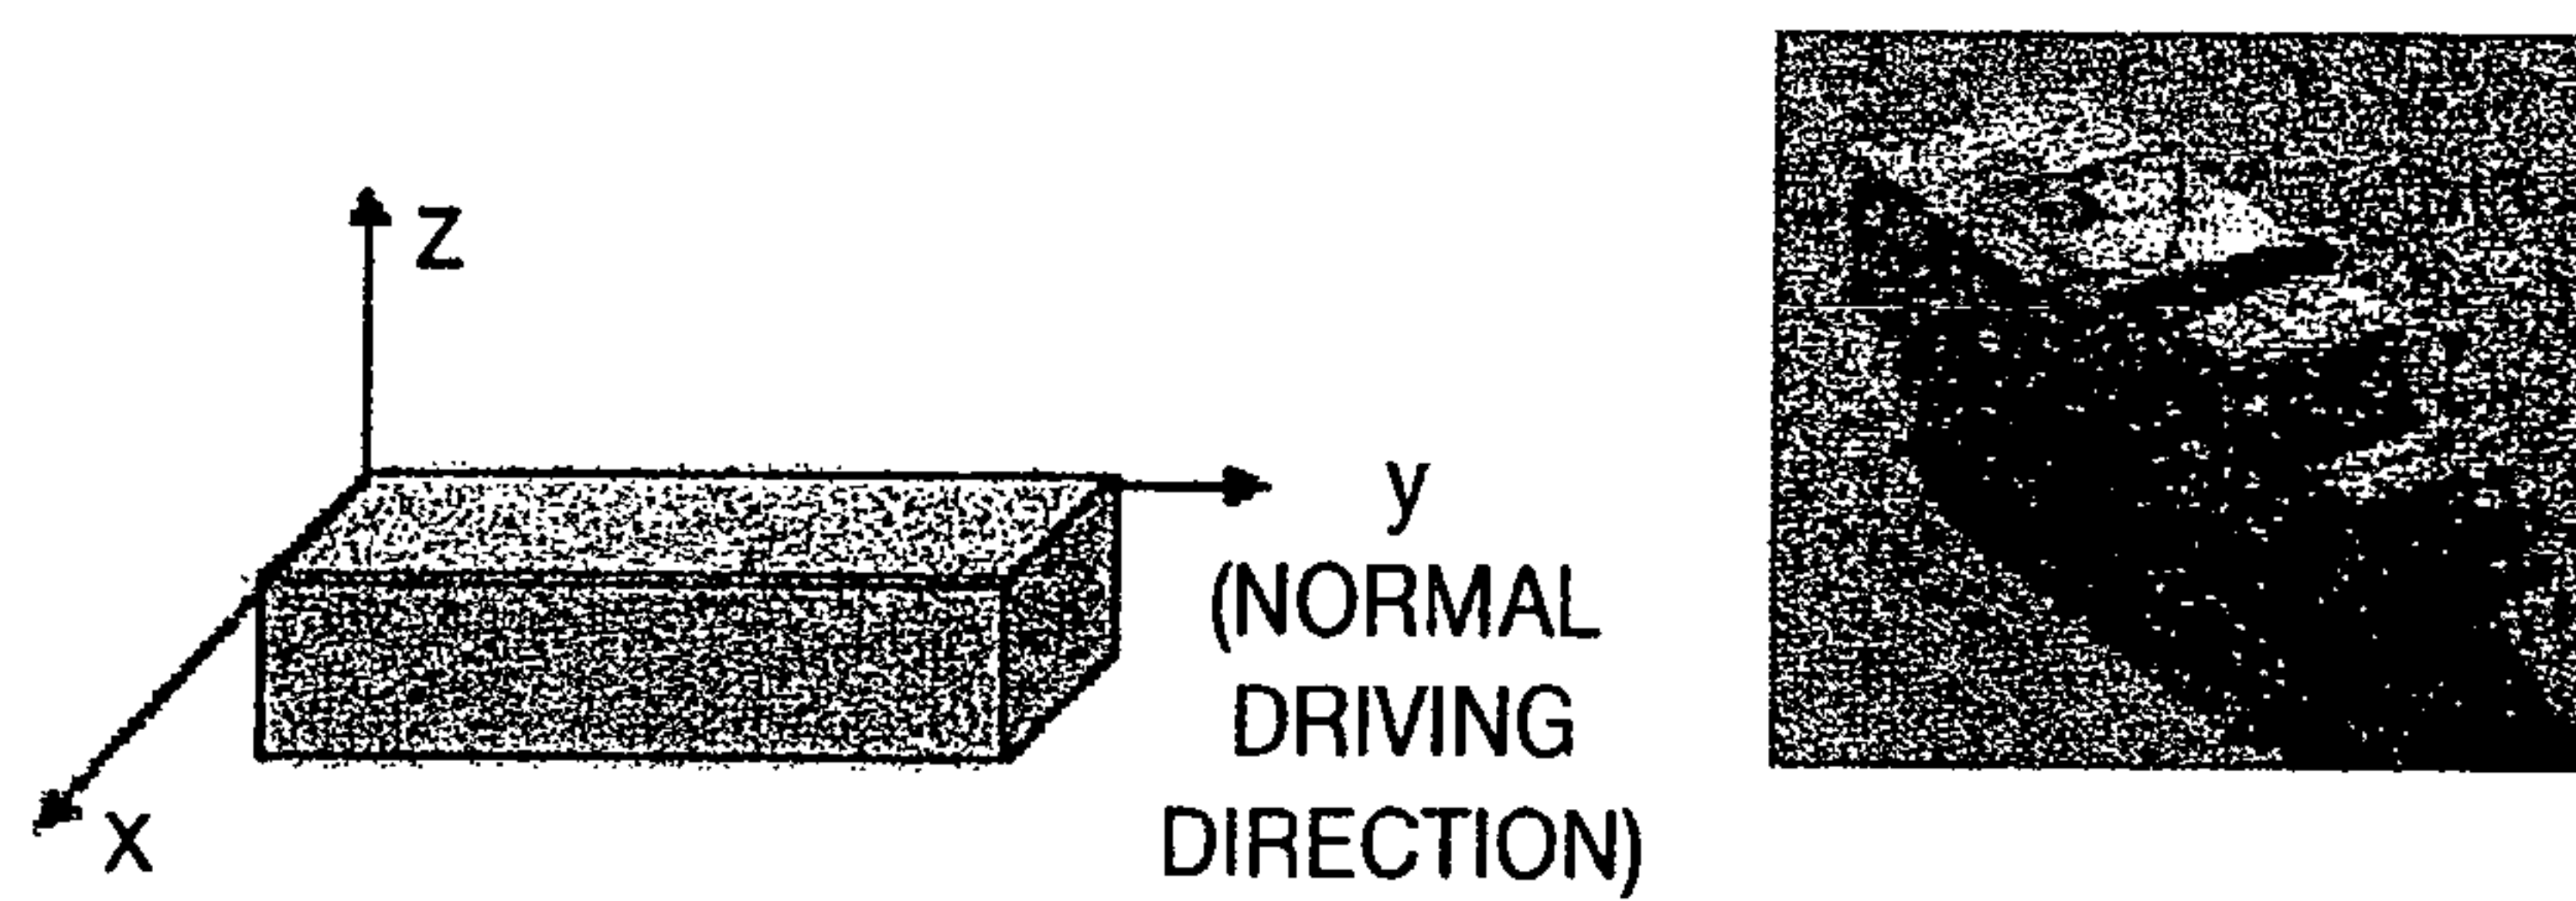 Z
y
(NORMAL
DRIVING
DIRECTION)
X